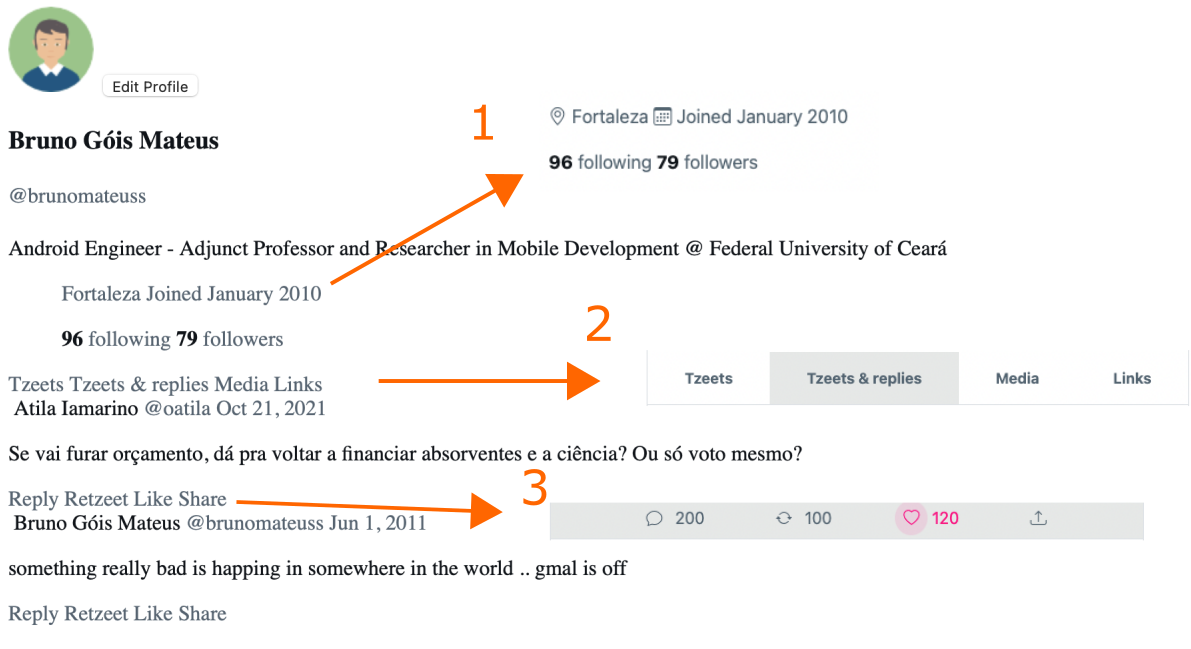 Edit Profile
1
Fortaleza Joined January 2010
Bruno Góis Mateus
96 following 79 followers
@brunomateuss
Android Engineer - Adjunct Professor and Researcher in Mobile Development @ Federal University of Ceará
Fortaleza Joined January 2010
2
96 following 79 followers
Tzeets Tzeets & replies Media Links
Tzeets Tzeets & replies Media Links
Atila Iamarino @oatila Oct 21, 2021
Se vai furar orçamento, dá pra voltar a financiar absorventes e a ciência? Ou só voto mesmo?
3
Reply Retzeet Like Share
200 100 120
Bruno Góis Mateus @brunomateuss Jun 1, 2011
something really bad is happing in somewhere in the world .. gmal is off
Reply Retzeet Like Share